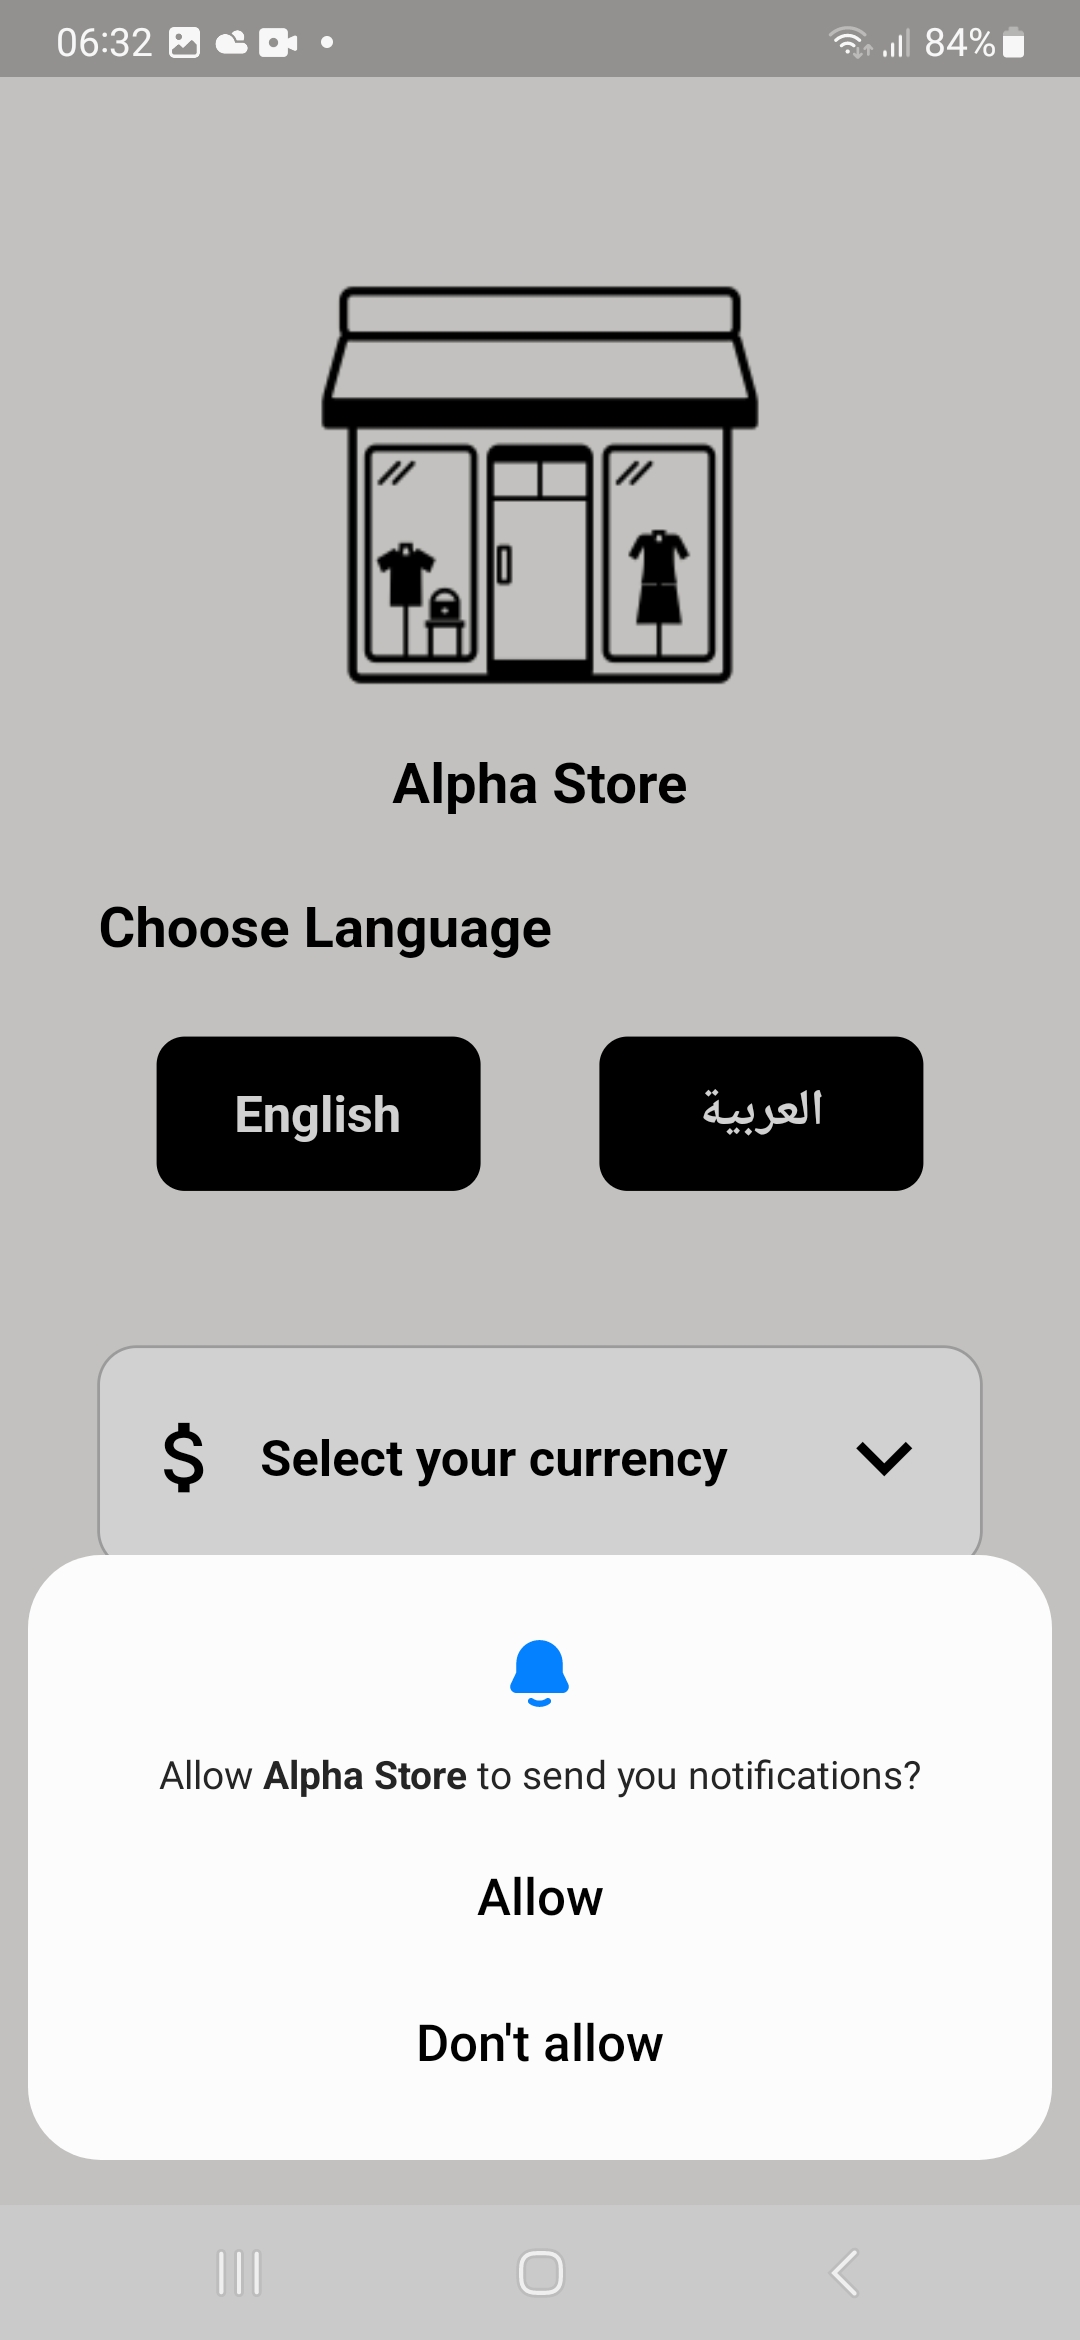 06:32 84%
Alpha Store
Choose Language
English العربية
$ Select your currency
Allow Alpha Store to send you notifications?
Allow
Don't allow